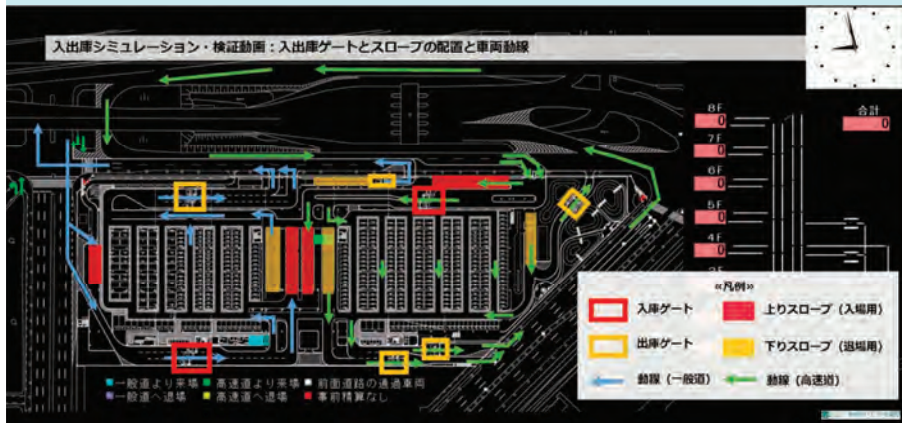 入出庫シミュレーション・検証動画:入出庫ゲートとスロープの配置と車両動線
8F
0
合計
0
7F
0
6F
0
5F
0
4F
0
«凡例»
入庫ゲート
上りスロープ(入場用)
出庫ゲート
下りスロープ(退場用)
動線(一般道)
動線(高速道)
■一般道より来場 ■高速道より来場 ■前面道路の通過車両
■一般道へ退場 ■高速道へ退場 ■事前精算なし